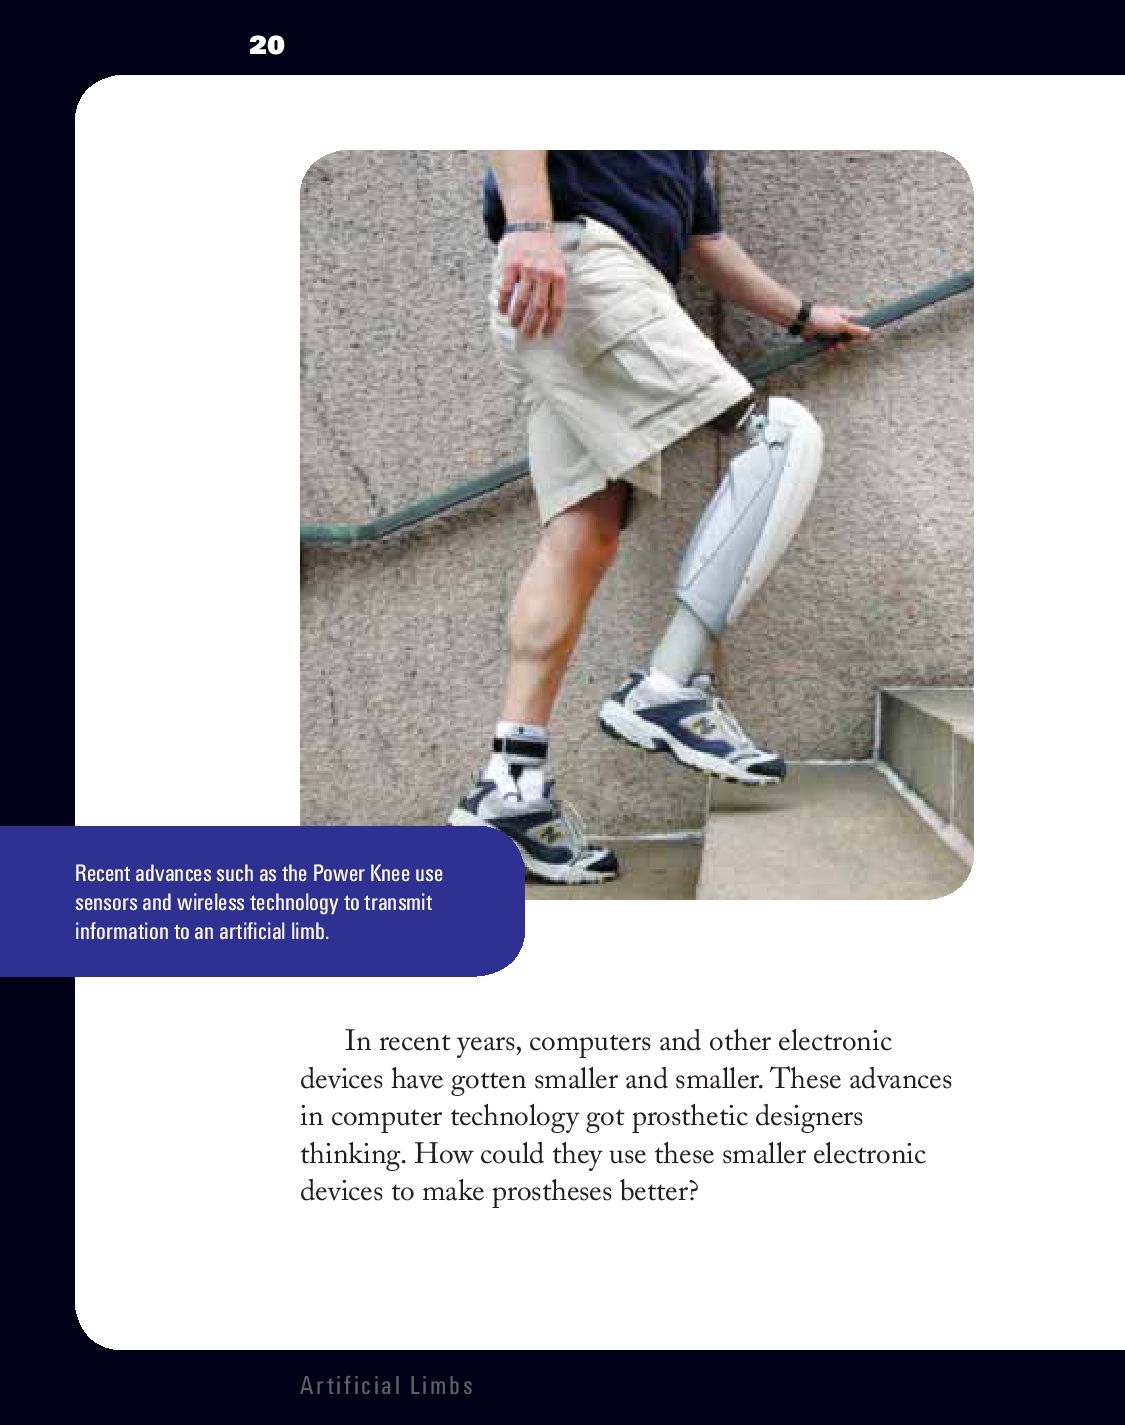 20
Recent advances such as the Power Knee use
sensors and wireless technology to transmit
information to an artificial limb.
In recent years, computers and other electronic
devices have gotten smaller and smaller. These advances
in computer technology got prosthetic designers
thinking. How could they use these smaller electronic
devices to make prostheses better?
Artificial Limbs